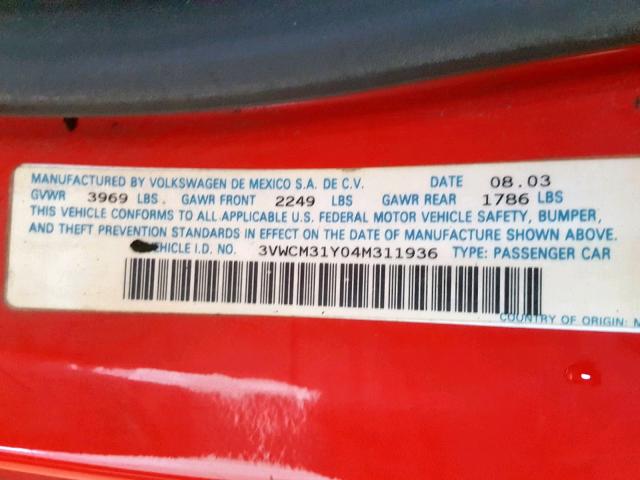 MANUFACTURED BY VOLKSWAGEN DE MEXICO S.A. DE C.V. DATE 08.03
GVWR 3969 LBS. GAWR FRONT 2249 LBS GAWR REAR 1786 LBS
THIS VEHICLE CONFORMS TO ALL APPLICABLE U.S. FEDERAL MOTOR VEHICLE SAFETY, BUMPER,
AND THEFT PREVENTION STANDARDS IN EFFECT ON THE DATE OF MANUFACTURE SHOWN ABOVE.
EHICLE I.D. NO. 3VWCM31Y04M311936 TYPE: PASSENGER CAR
COUNTRY OF ORIGIN: M